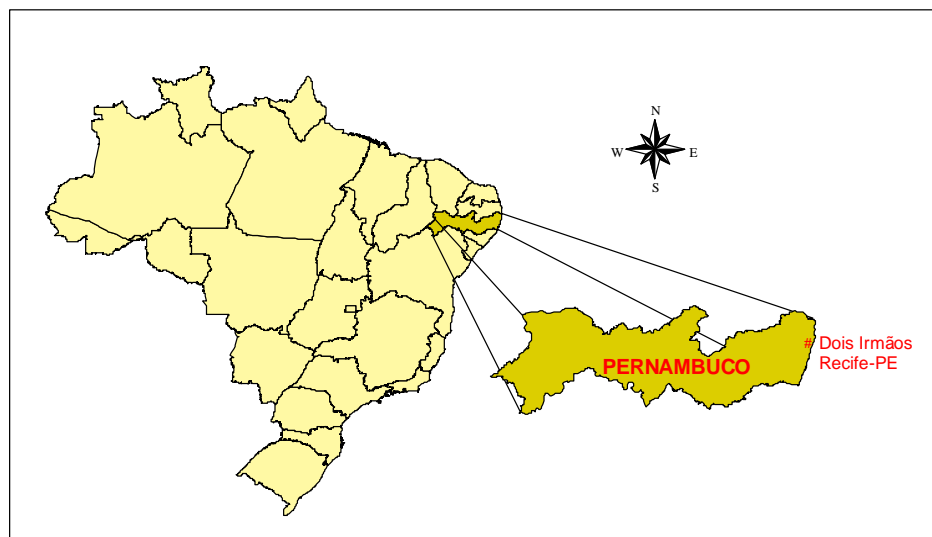 N
W E
S
# Dois Irmãos
Recife-PE
PERNAMBUCO